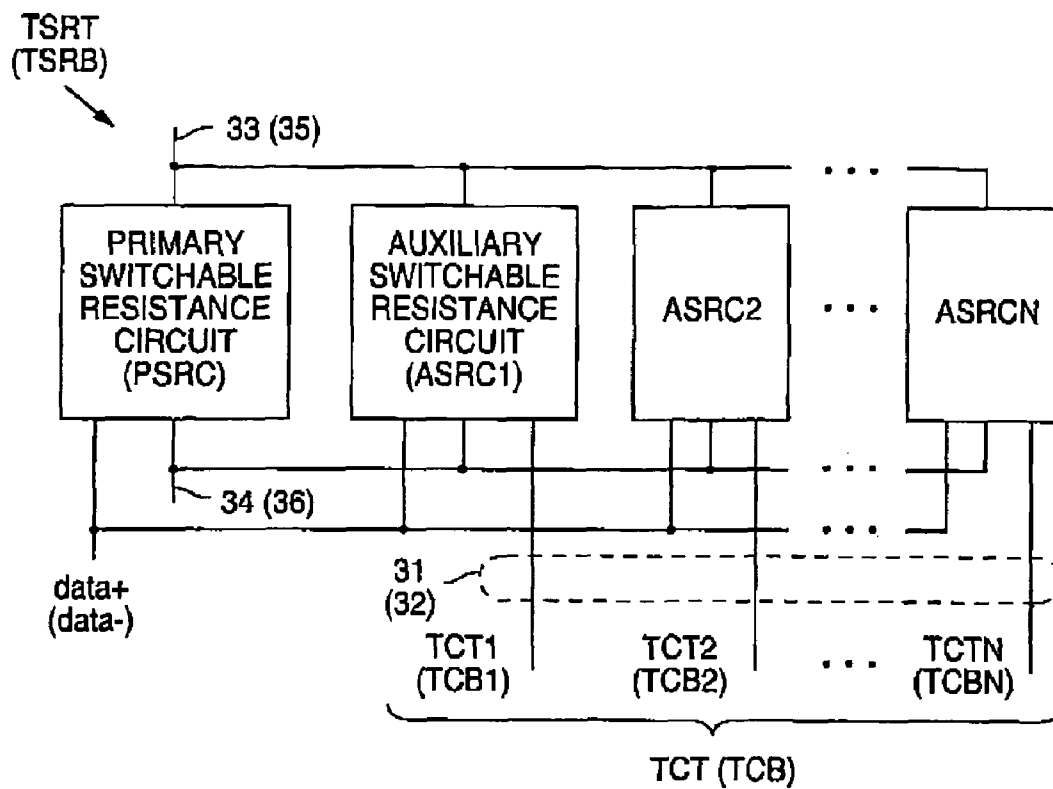 TSRT
(TSRB)
33 (35)
PRIMARY
SWITCHABLE
RESISTANCE
CIRCUIT
(PSRC)
AUXILIARY
SWITCHABLE
RESISTANCE
CIRCUIT
(ASRC1)
ASRC2
ASRCN
34 (36)
data+
(data-)
31
(32)
TCT1
(TCB1)
TCT2
(TCB2)
TCTN
(TCBN)
TCT (TCB)